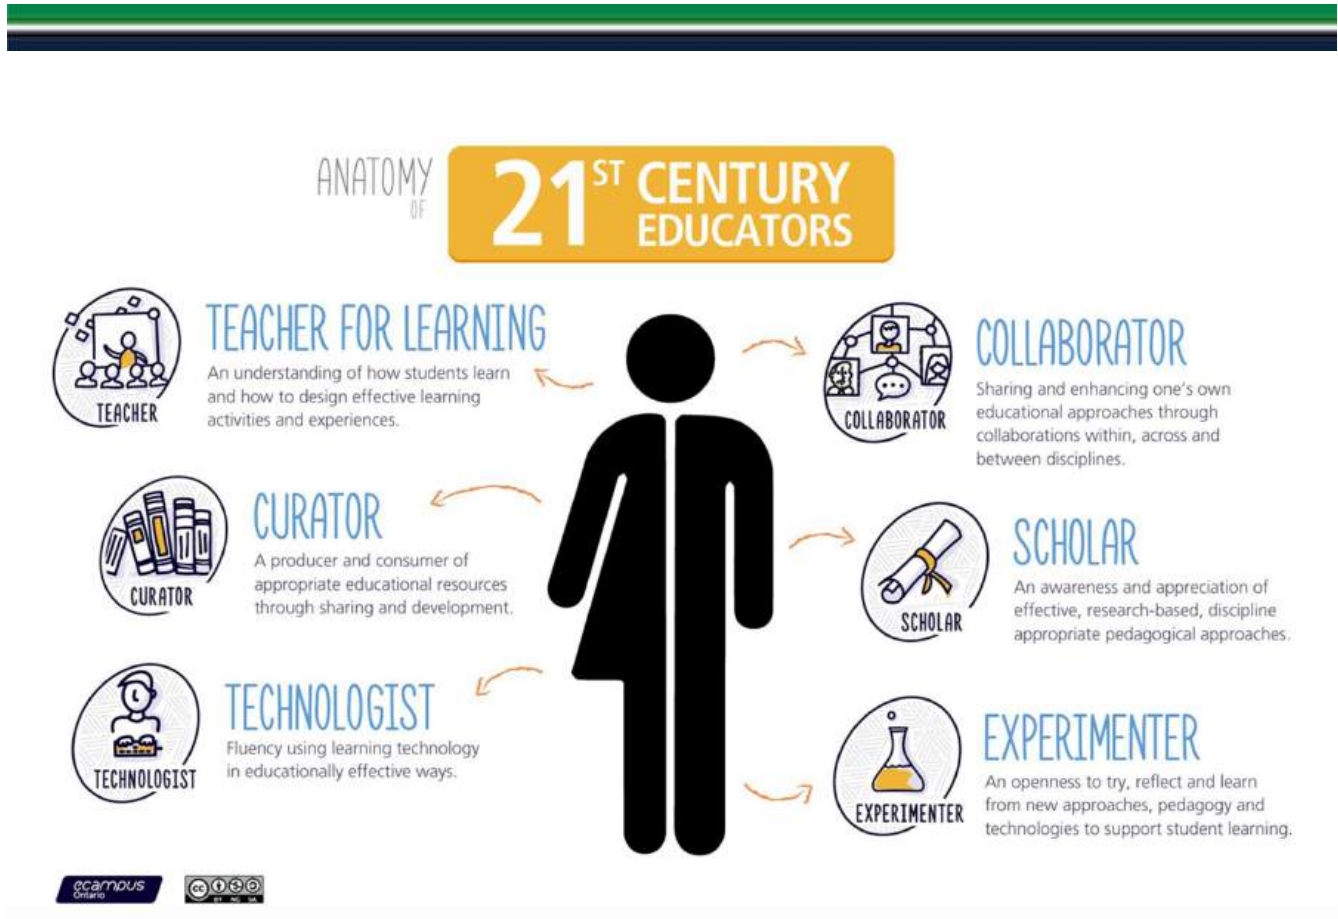 ANATOMY
OF
21ST CENTURY
EDUCATORS
TEACHER
TEACHER FOR LEARNING
An understanding of how students learn
and how to design effective learning
activities and experiences.
CURATOR
CURATOR
A producer and consumer of
appropriate educational resources
through sharing and development.
TECHNOLOGIST
TECHNOLOGIST
Fluency using learning technology
in educationally effective ways.
COLLABORATOR
COLLABORATOR
Sharing and enhancing one's own
educational approaches through
collaborations within, across and
between disciplines.
SCHOLAR
SCHOLAR
An awareness and appreciation of
effective, research-based, discipline
appropriate pedagogical approaches.
EXPERIMENTER
EXPERIMENTER
An openness to try, reflect and learn
from new approaches, pedagogy and
technologies to support student learning.
ecampus
Ontario
cc
BY NC SA